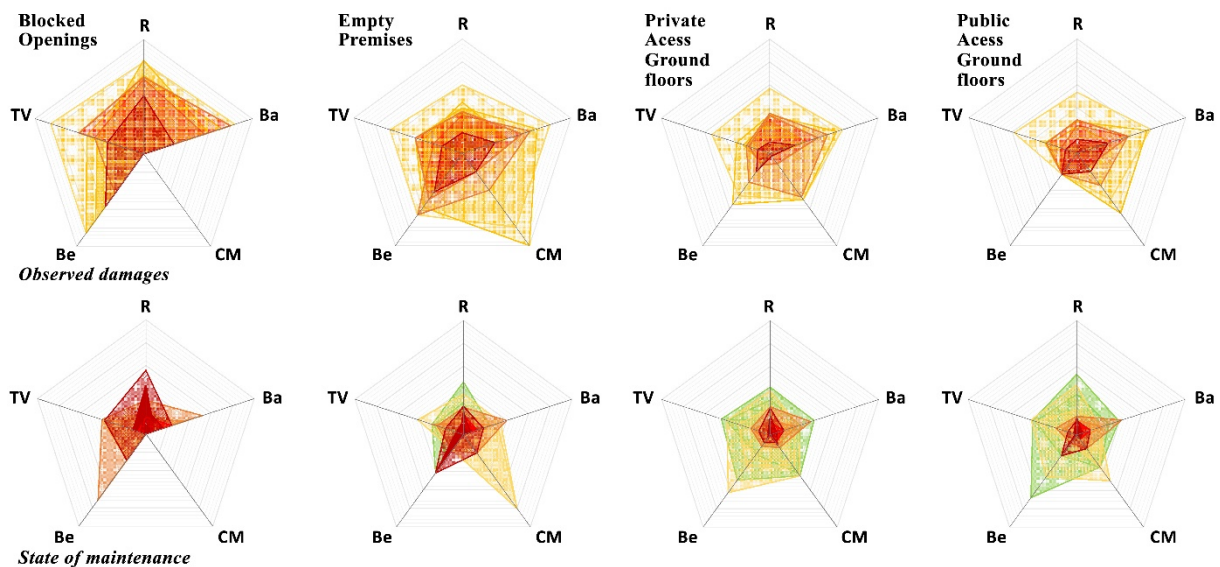 Blocked
Openings
R
TV
Ba
Be
CM
Observed damages
Empty
Premises
R
TV
Ba
Be
CM
Private
Acess
Ground
floors
R
TV
Ba
Be
CM
Public
Acess
Ground
floors
R
TV
Ba
Be
CM
R
TV
Ba
Be
CM
State of maintenance
R
TV
Ba
Be
CM
R
TV
Ba
Be
CM
R
TV
Ba
Be
CM